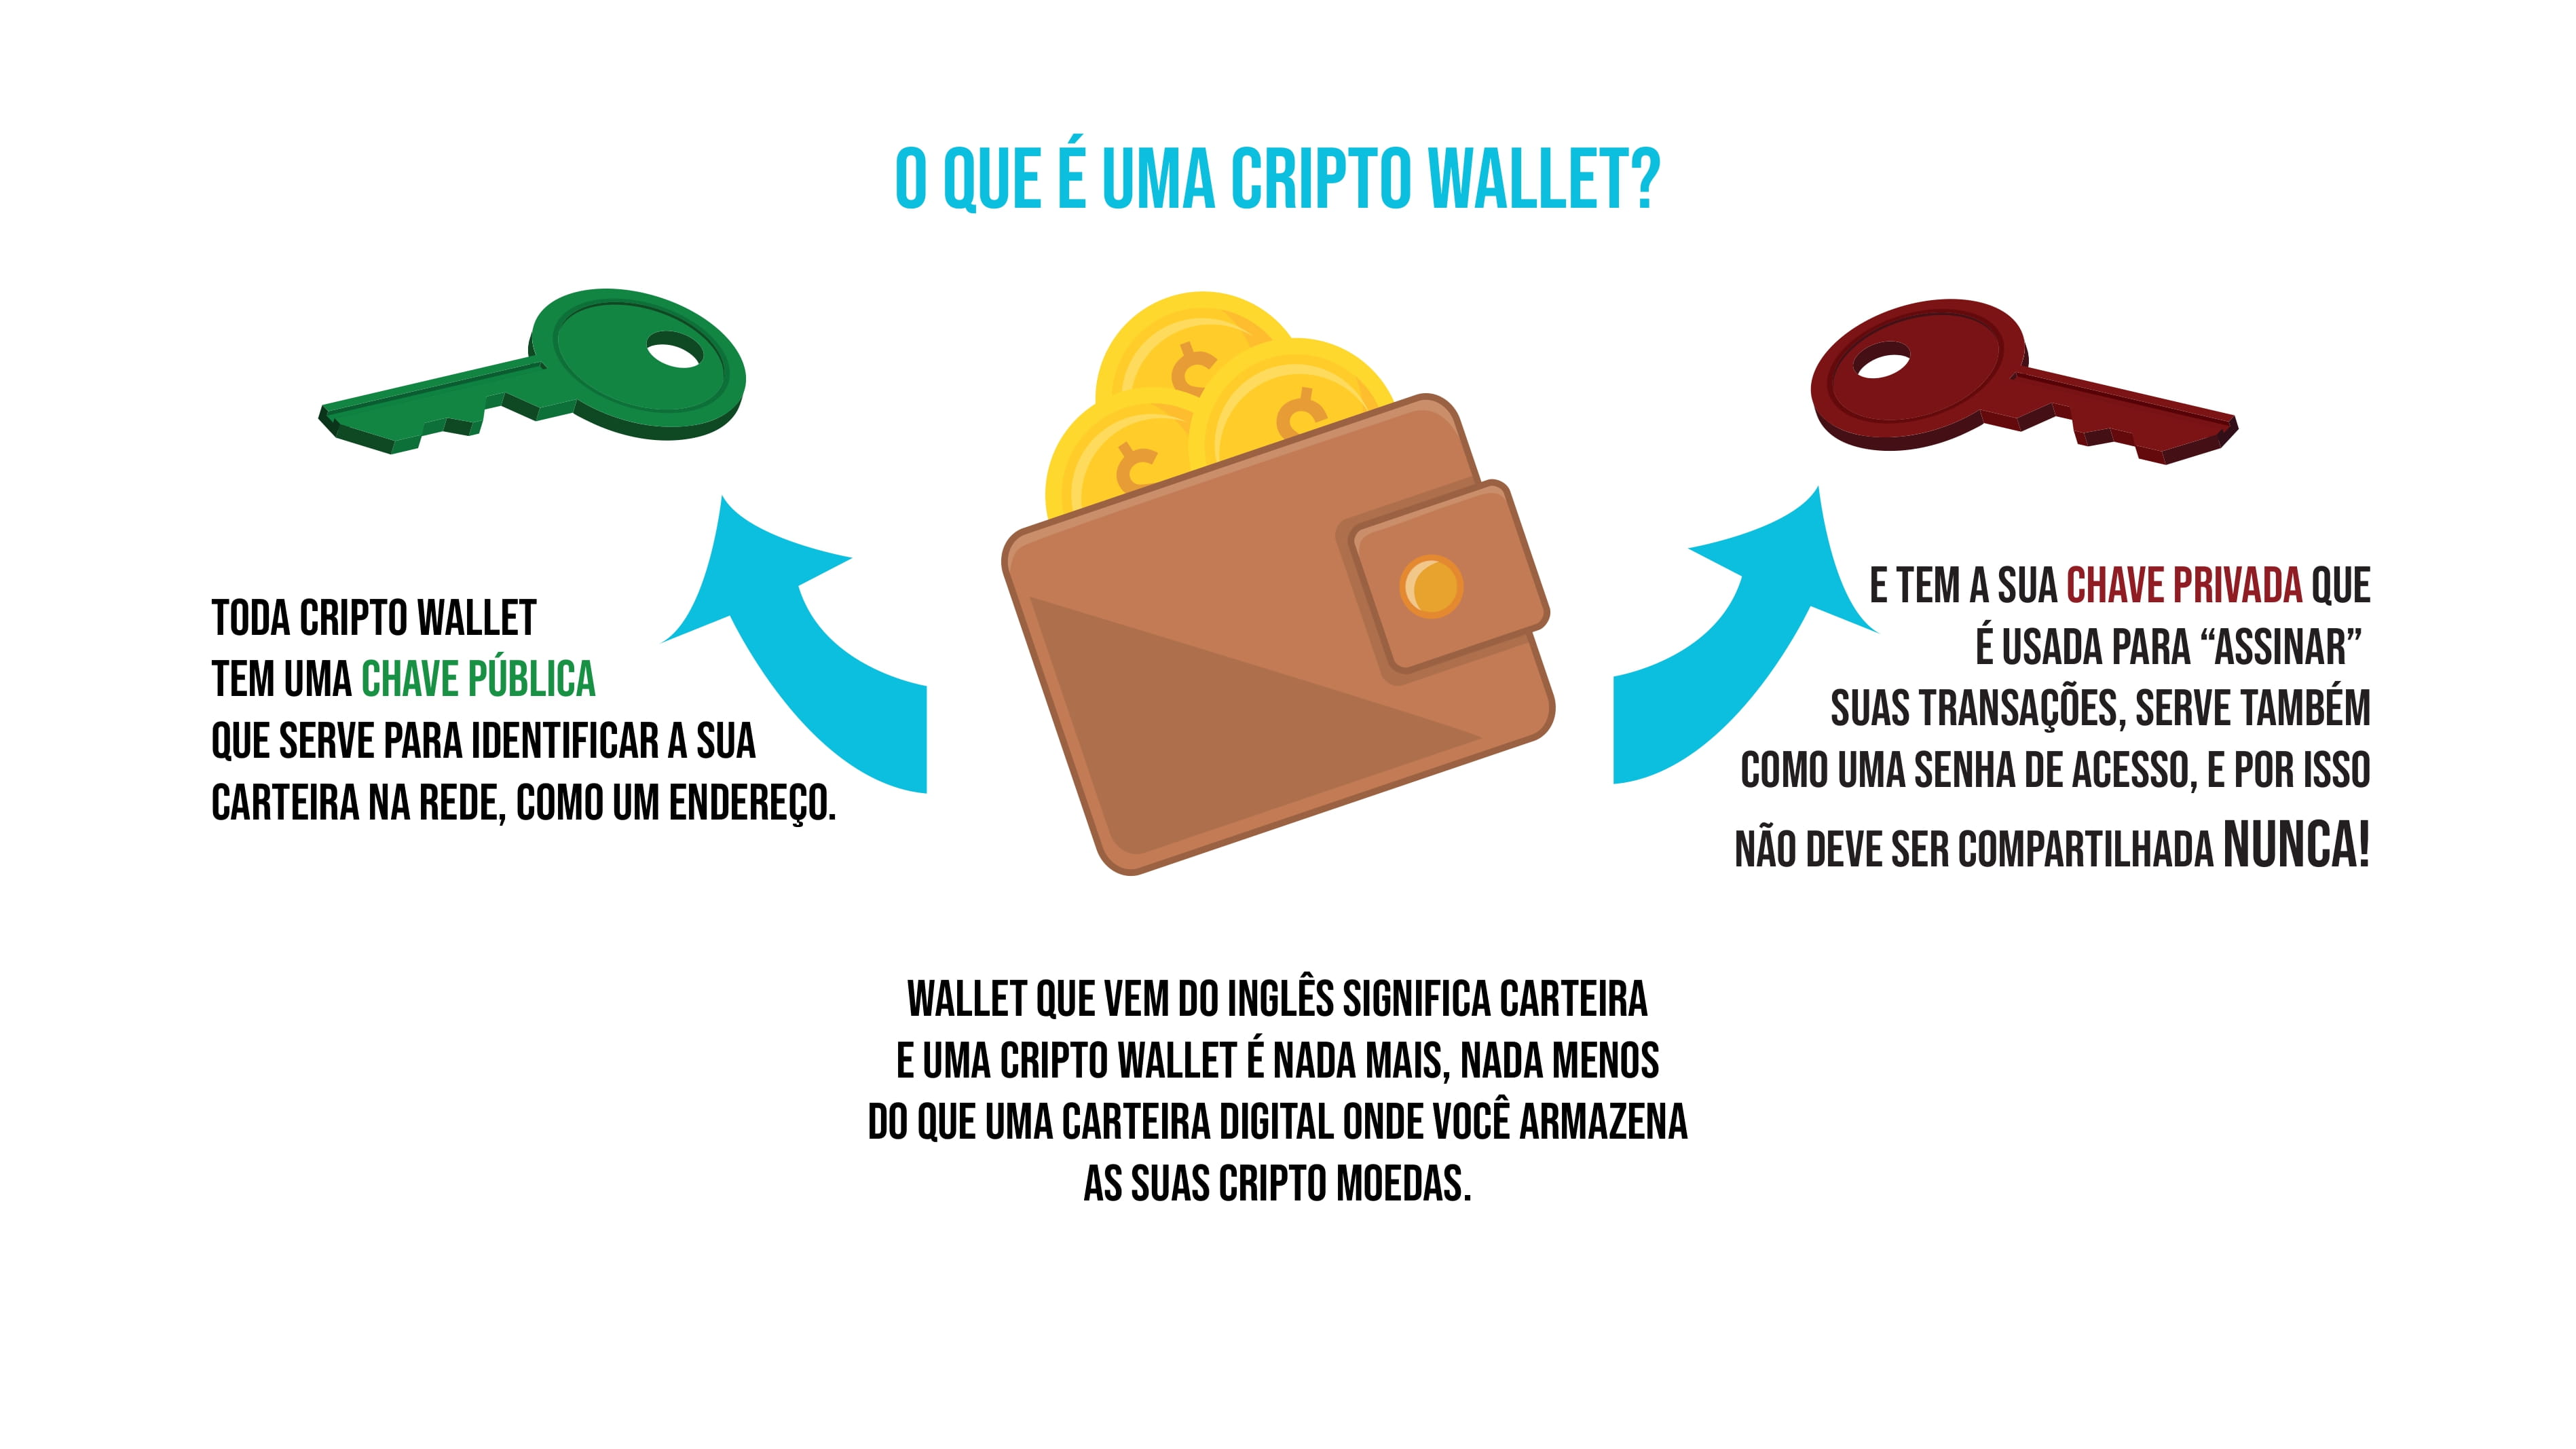 O QUE É UMA CRIPTO WALLET?
TODA CRIPTO WALLET
TEM UMA CHAVE PÚBLICA
QUE SERVE PARA IDENTIFICAR A SUA
CARTEIRA NA REDE, COMO UM ENDEREÇO.
E TEM A SUA CHAVE PRIVADA QUE
É USADA PARA “ASSINAR”
SUAS TRANSAÇÕES, SERVE TAMBÉM
COMO UMA SENHA DE ACESSO, E POR ISSO
NÃO DEVE SER COMPARTILHADA NUNCA!
WALLET QUE VEM DO INGLÊS SIGNIFICA CARTEIRA
E UMA CRIPTO WALLET É NADA MAIS, NADA MENOS
DO QUE UMA CARTEIRA DIGITAL ONDE VOCÊ ARMAZENA
AS SUAS CRIPTO MOEDAS.